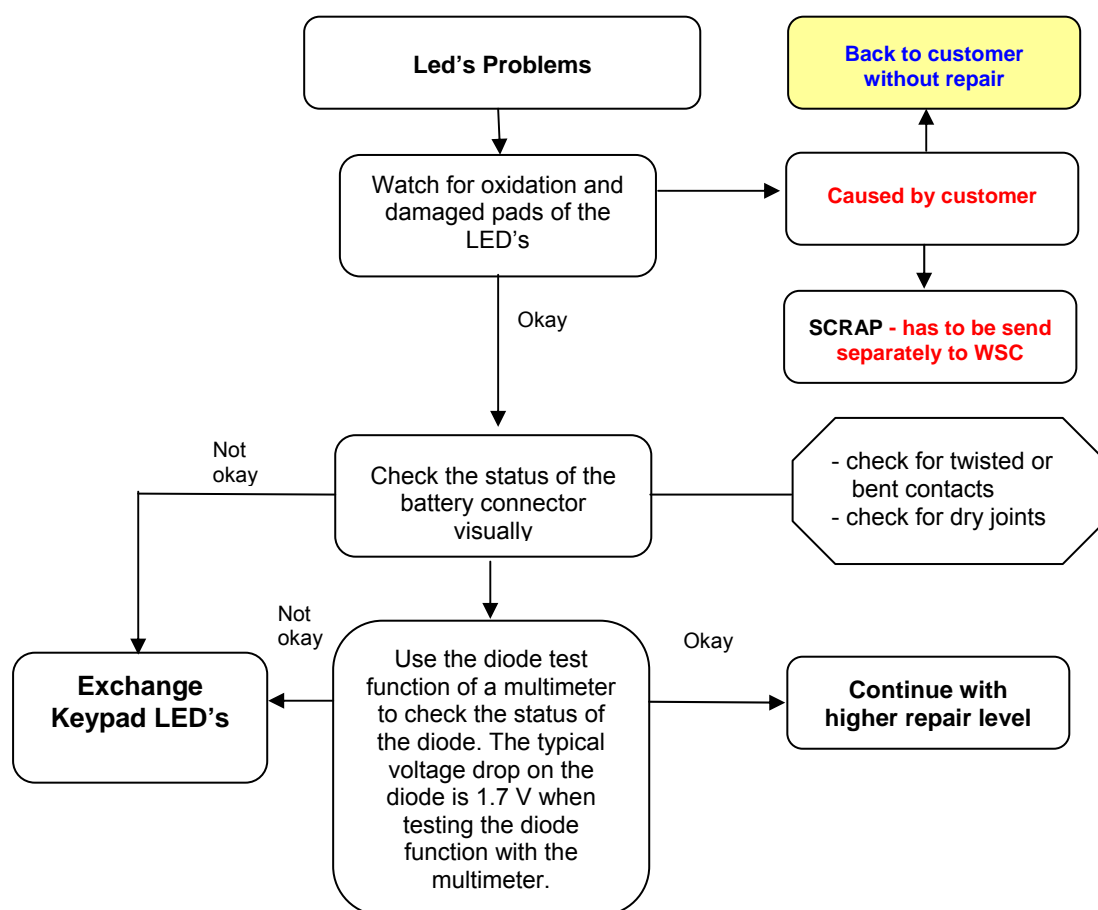 Led's Problems
Back to customer
without repair
Watch for oxidation and
damaged pads of the
LED's
Caused by customer
Okay
SCRAP - has to be send
separately to WSC
Not
okay
Check the status of the
battery connector
visually
- check for twisted or
bent contacts
- check for dry joints
Not
okay
Okay
Exchange
Keypad LED's
Use the diode test
function of a multimeter
to check the status of
the diode. The typical
voltage drop on the
diode is 1.7 V when
testing the diode
function with the
multimeter.
Continue with
higher repair level